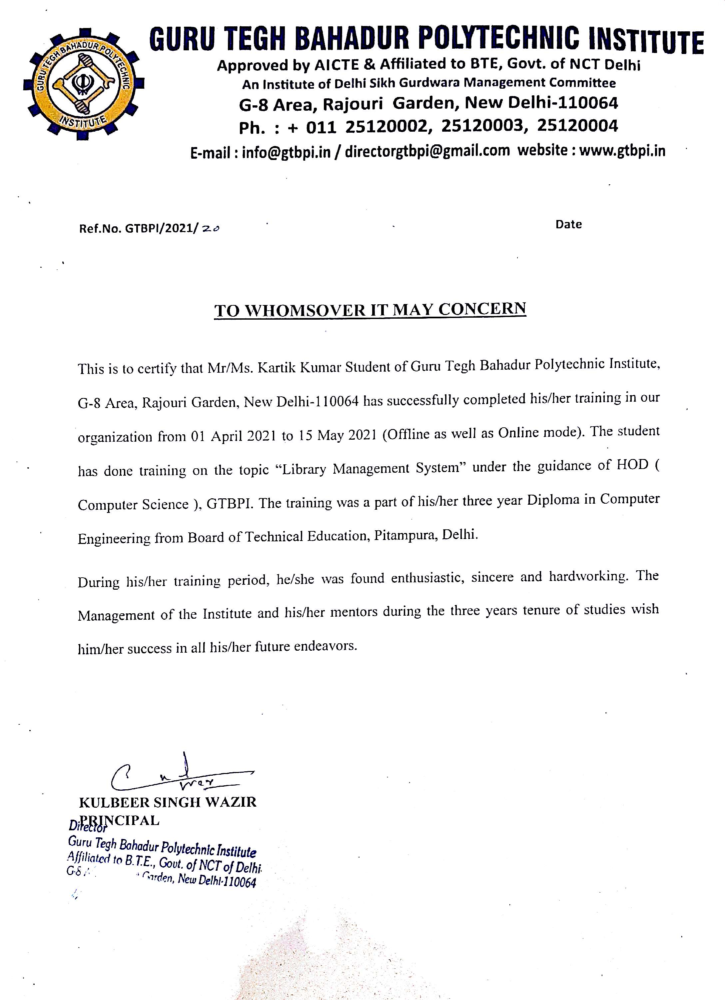 GURU TEGH BAHADUR POLYTECHNIC
INSTITUTE
GURU TEGH BAHADUR POLYTECHNIC INSTITUTE
Approved by AICTE & Affiliated to BTE, Govt. of NCT Delhi
An Institute of Delhi Sikh Gurdwara Management Committee
G-8 Area, Rajouri Garden, New Delhi-110064
Ph. : + 011 25120002, 25120003, 25120004
E-mail : info@gtbpi.in / directorgtbpi@gmail.com website : www.gtbpi.in
Ref.No. GTBPI/2021/ 20 Date
TO WHOMSOVER IT MAY CONCERN
This is to certify that Mr/Ms. Kartik Kumar Student of Guru Tegh Bahadur Polytechnic Institute,
G-8 Area, Rajouri Garden, New Delhi-110064 has successfully completed his/her training in our
organization from 01 April 2021 to 15 May 2021 (Offline as well as Online mode). The student
has done training on the topic “Library Management System” under the guidance of HOD (
Computer Science ), GTBPI. The training was a part of his/her three year Diploma in Computer
Engineering from Board of Technical Education, Pitampura, Delhi.
During his/her training period, he/she was found enthusiastic, sincere and hardworking. The
Management of the Institute and his/her mentors during the three years tenure of studies wish
him/her success in all his/her future endeavors.
KULBEER SINGH WAZIR
PRINCIPAL
Director
Guru Tegh Bahadur Polytechnic Institute
Affiliated to B.T.E., Govt. of NCT of Delhi
G-8 Garden, New Delhi-110064